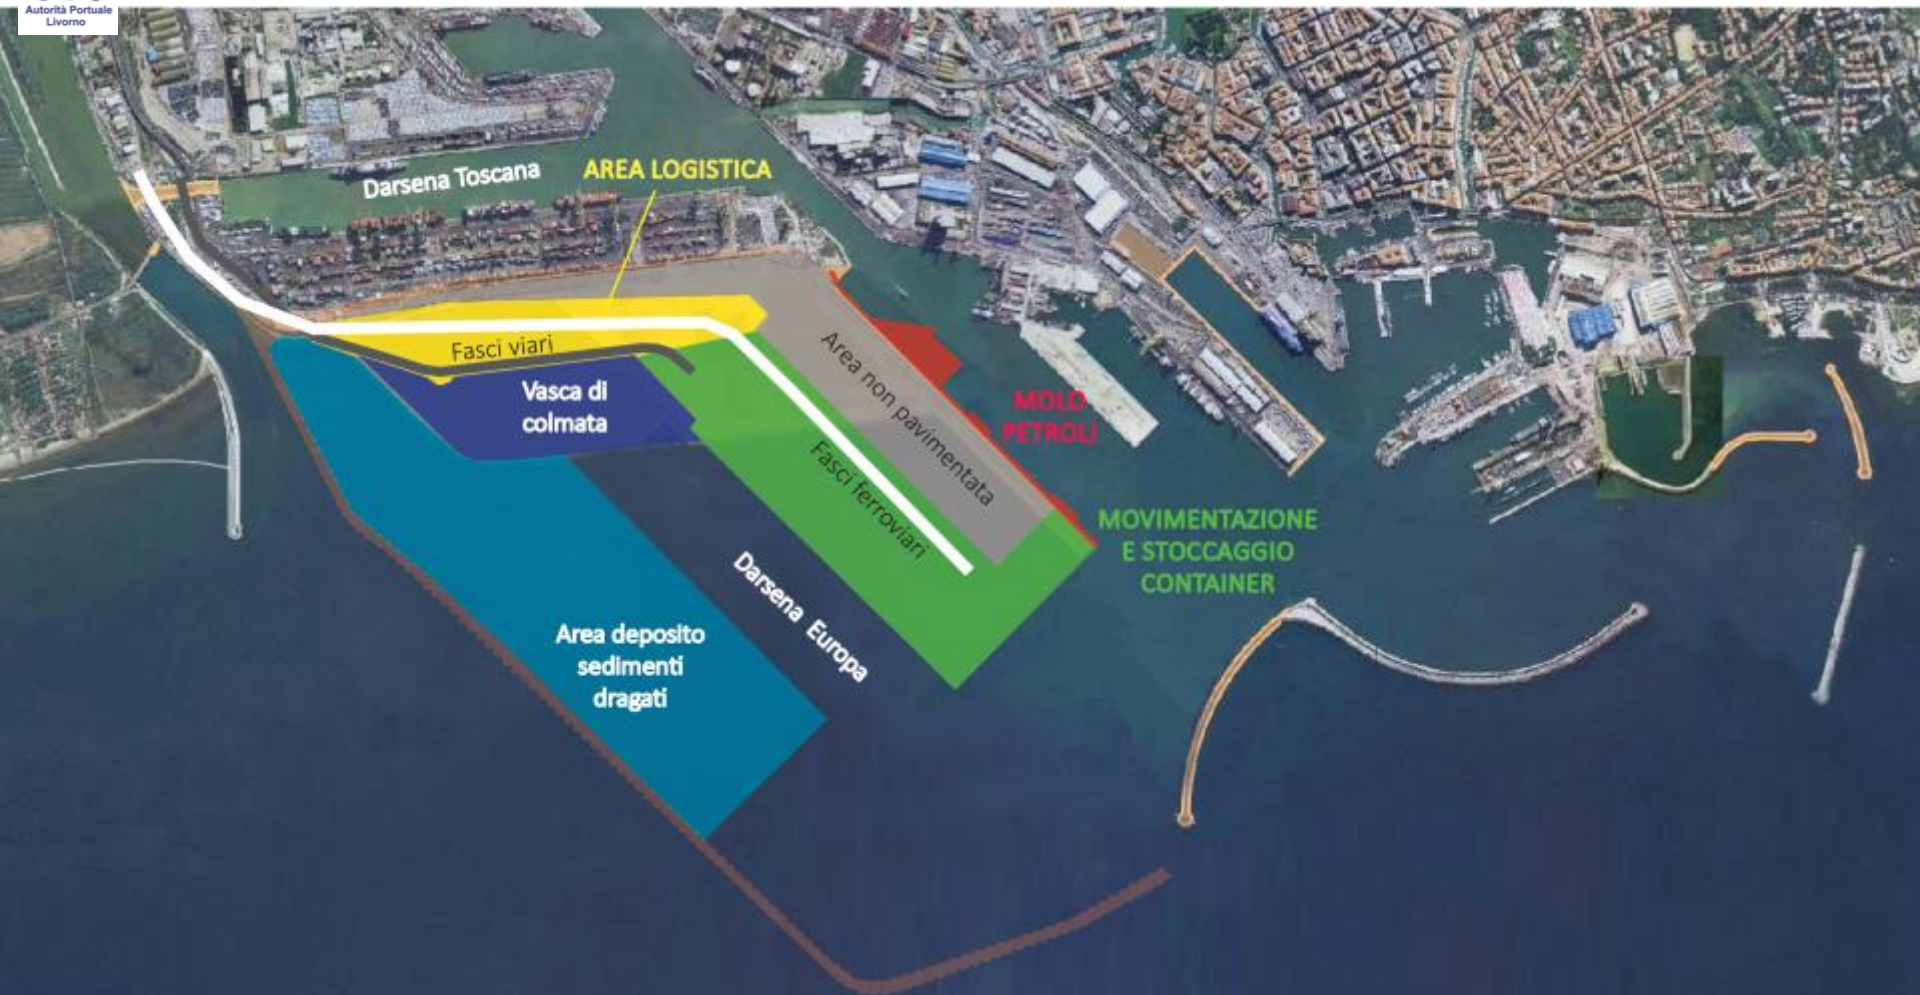 Autorità Portuale
Livorno
Darsena Toscana
AREA LOGISTICA
Fasci viari
Vasca di
colmata
Area non pavimentata
MOLO
PETROLI
Fasci ferroviari
MOVIMENTAZIONE
E STOCCAGGIO
CONTAINER
Darsena Europa
Area deposito
sedimenti
dragati